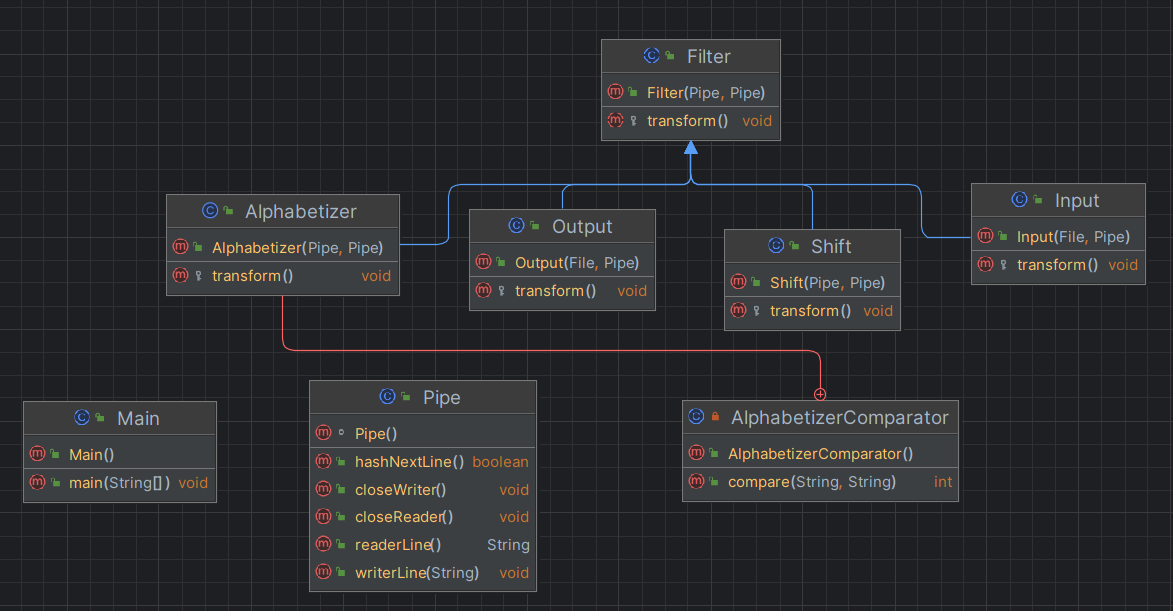 Filter
Filter(Pipe, Pipe)
transform() void
Alphabetizer
Alphabetizer(Pipe, Pipe)
transform() void
Output
Output(File, Pipe)
transform() void
Shift
Shift(Pipe, Pipe)
transform() void
Input
Input(File, Pipe)
transform() void
Main
Main()
main(String[]) void
Pipe
Pipe()
hashNextLine() boolean
closeWriter() void
closeReader() void
readerLine() String
writerLine(String) void
AlphabetizerComparator
AlphabetizerComparator()
compare(String, String) int